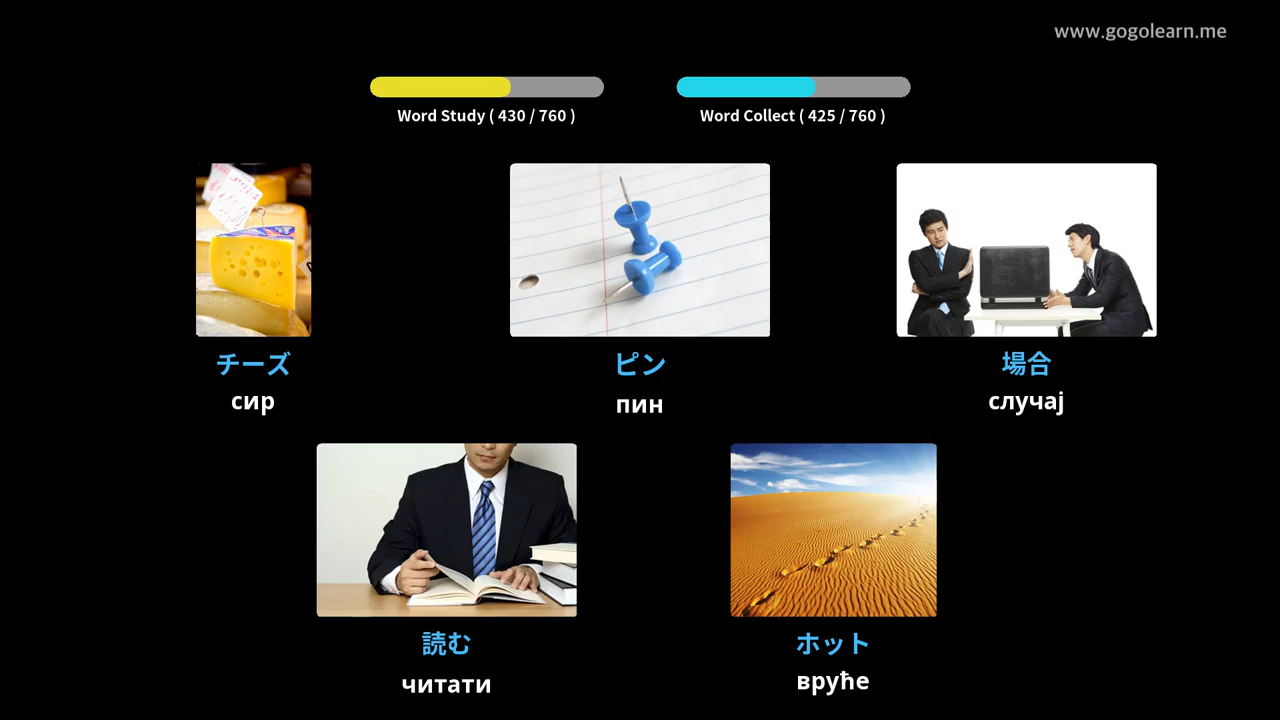 www.gogolearn.me
Word Study ( 430 / 760 )
Word Collect ( 425 / 760 )
チーズ
сир
ピン
пин
場合
случај
読む
читати
ホット
вруће